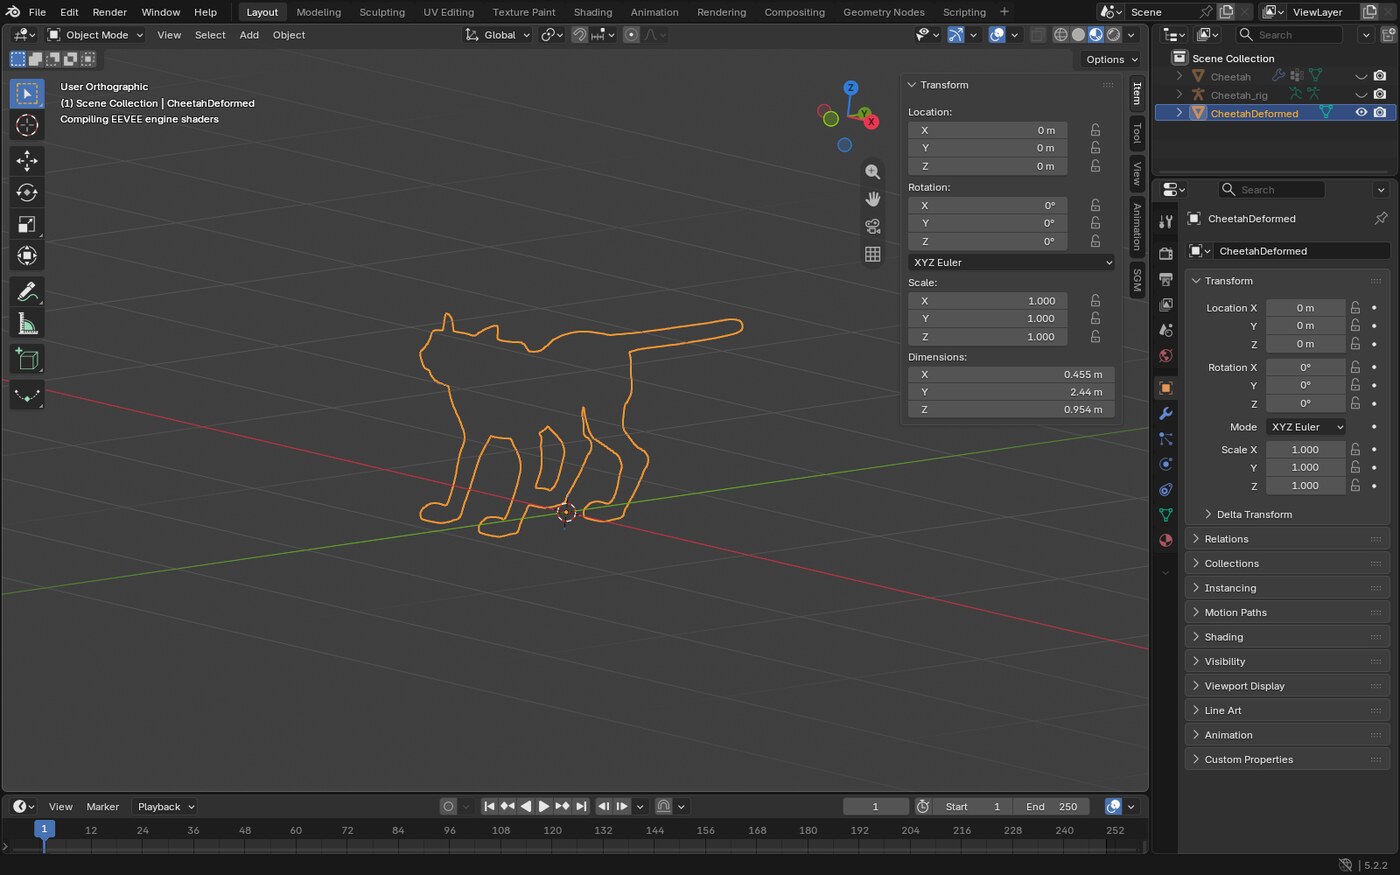 File Edit Render Window Help Layout Modeling Sculpting UV Editing Texture Paint Shading Animation Rendering Compositing Geometry Nodes Scripting + Scene ViewLayer
Object Mode View Select Add Object Global Search
Options
User Orthographic
(1) Scene Collection | CheetahDeformed
Compiling EEVEE engine shaders
Z
Y
X
Transform
Location:
X 0 m
Y 0 m
Z 0 m
Rotation:
X 0°
Y 0°
Z 0°
XYZ Euler
Scale:
X 1.000
Y 1.000
Z 1.000
Dimensions:
X 0.455 m
Y 2.44 m
Z 0.954 m
Item
Tool
View
Animation
SGM
Scene Collection
Cheetah
Cheetah_rig
CheetahDeformed
Search
CheetahDeformed
CheetahDeformed
Transform
Location X 0 m
Y 0 m
Z 0 m
Rotation X 0°
Y 0°
Z 0°
Mode XYZ Euler
Scale X 1.000
Y 1.000
Z 1.000
Delta Transform
Relations
Collections
Instancing
Motion Paths
Shading
Visibility
Viewport Display
Line Art
Animation
Custom Properties
View Marker Playback 1 Start 1 End 250
1 12 24 36 48 60 72 84 96 108 120 132 144 156 168 180 192 204 216 228 240 252
5.2.2